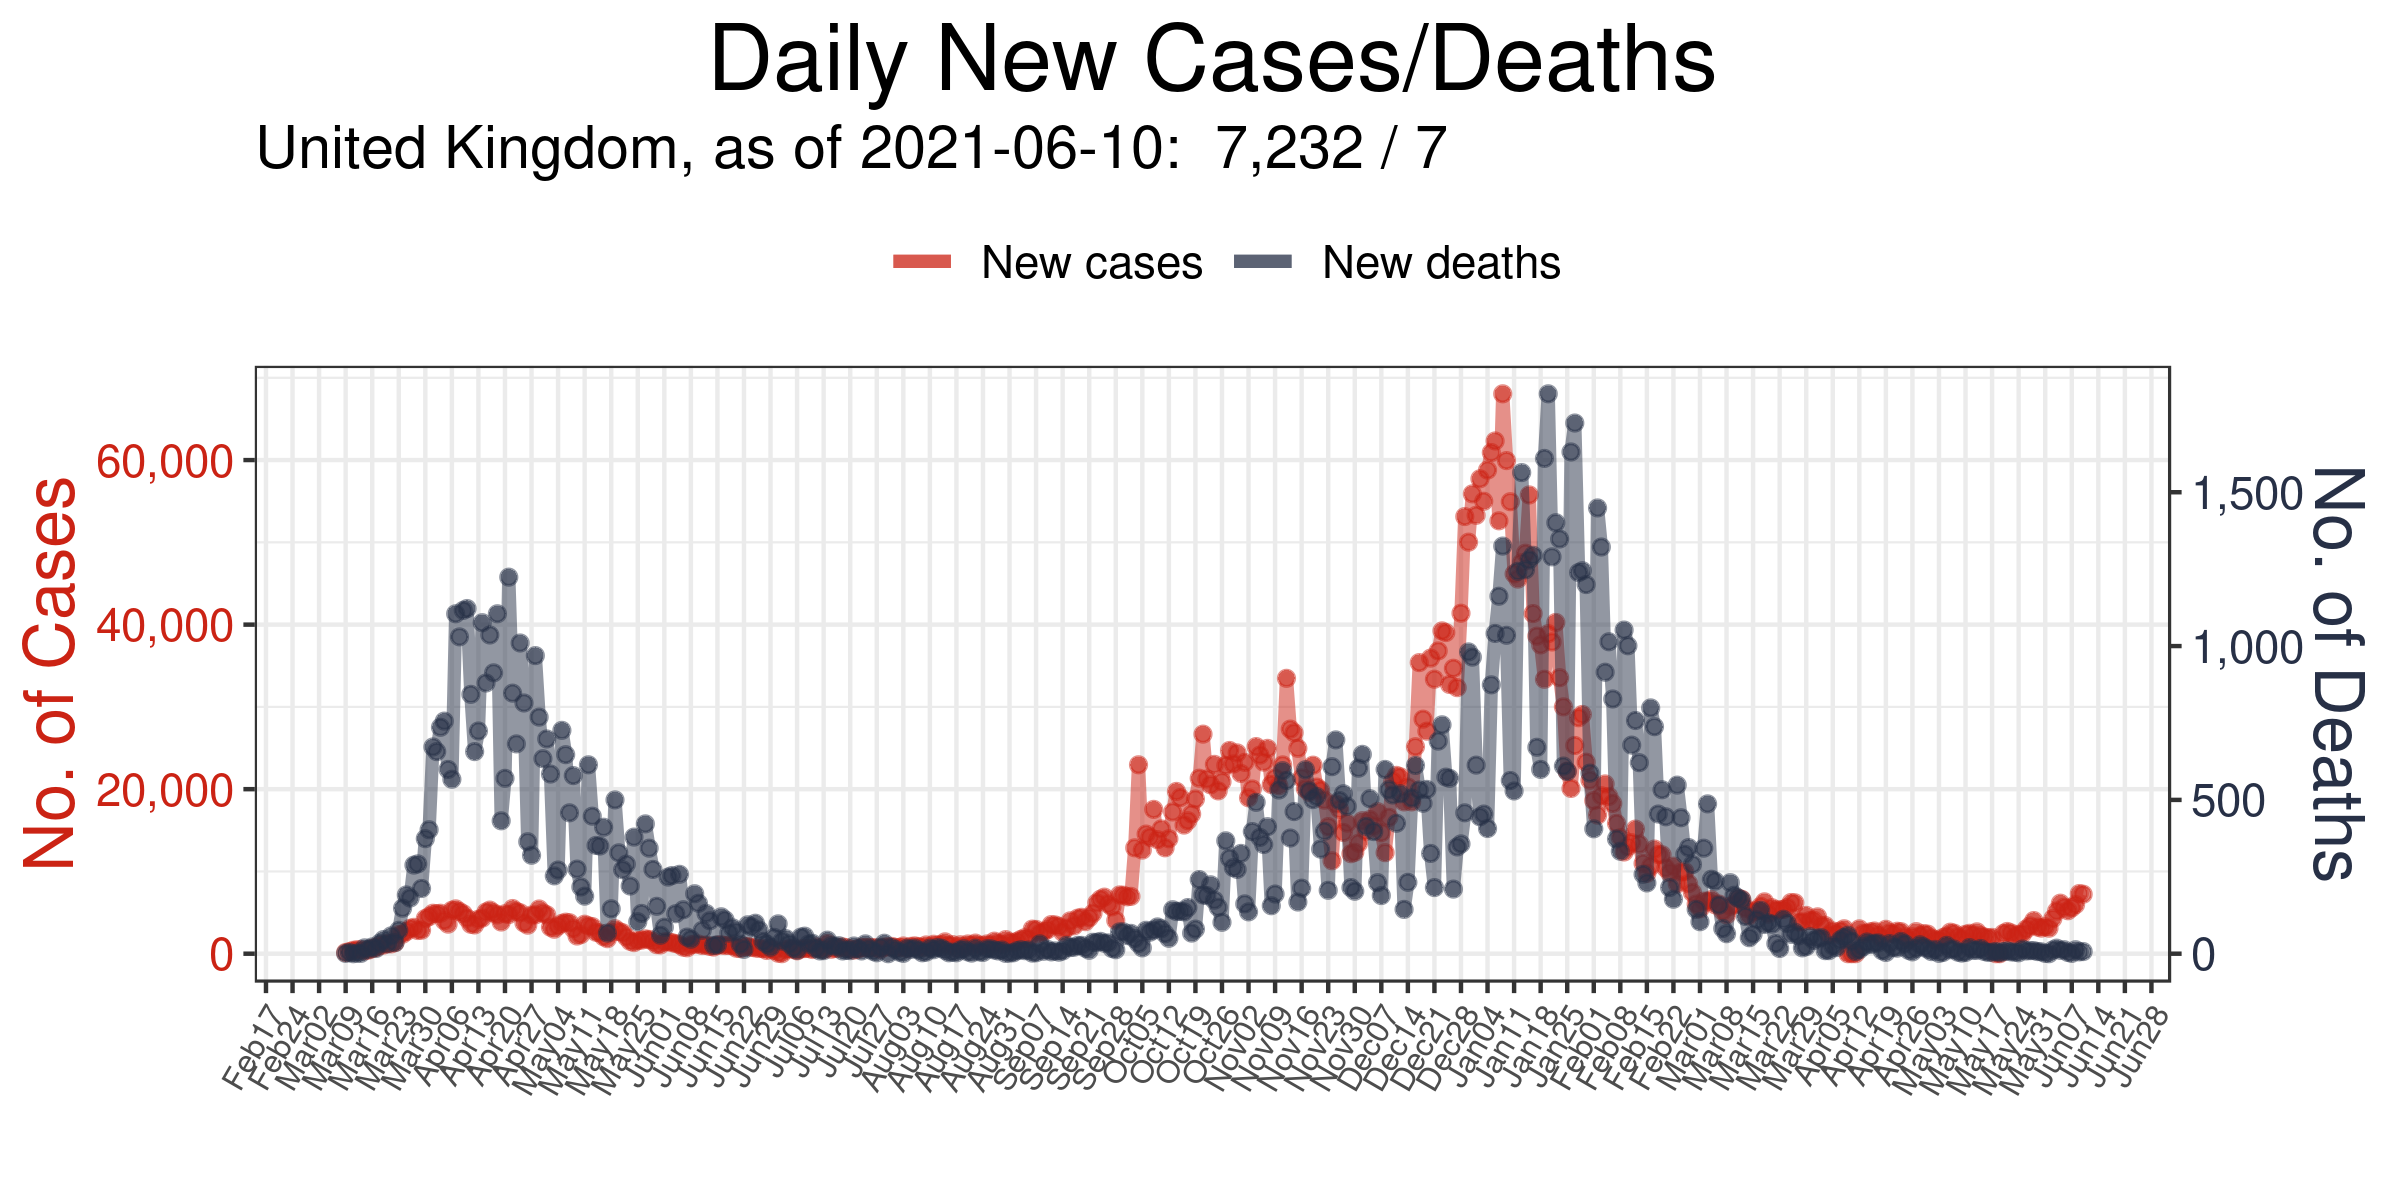 Daily New Cases/Deaths
United Kingdom, as of 2021-06-10: 7,232 / 7
New cases
New deaths
No. of Cases
60,000
40,000
20,000
0
No. of Deaths
1,500
1,000
500
0
Feb17
Feb24
Mar02
Mar09
Mar16
Mar23
Mar30
Apr06
Apr13
Apr20
Apr27
May04
May11
May18
May25
Jun01
Jun08
Jun15
Jun22
Jun29
Jul06
Jul13
Jul20
Jul27
Aug03
Aug10
Aug17
Aug24
Aug31
Sep07
Sep14
Sep21
Sep28
Oct05
Oct12
Oct19
Oct26
Nov02
Nov09
Nov16
Nov23
Nov30
Dec07
Dec14
Dec21
Dec28
Jan04
Jan11
Jan18
Jan25
Feb01
Feb08
Feb15
Feb22
Mar01
Mar08
Mar15
Mar22
Mar29
Apr05
Apr12
Apr19
Apr26
May03
May10
May17
May24
May31
Jun07
Jun14
Jun21
Jun28